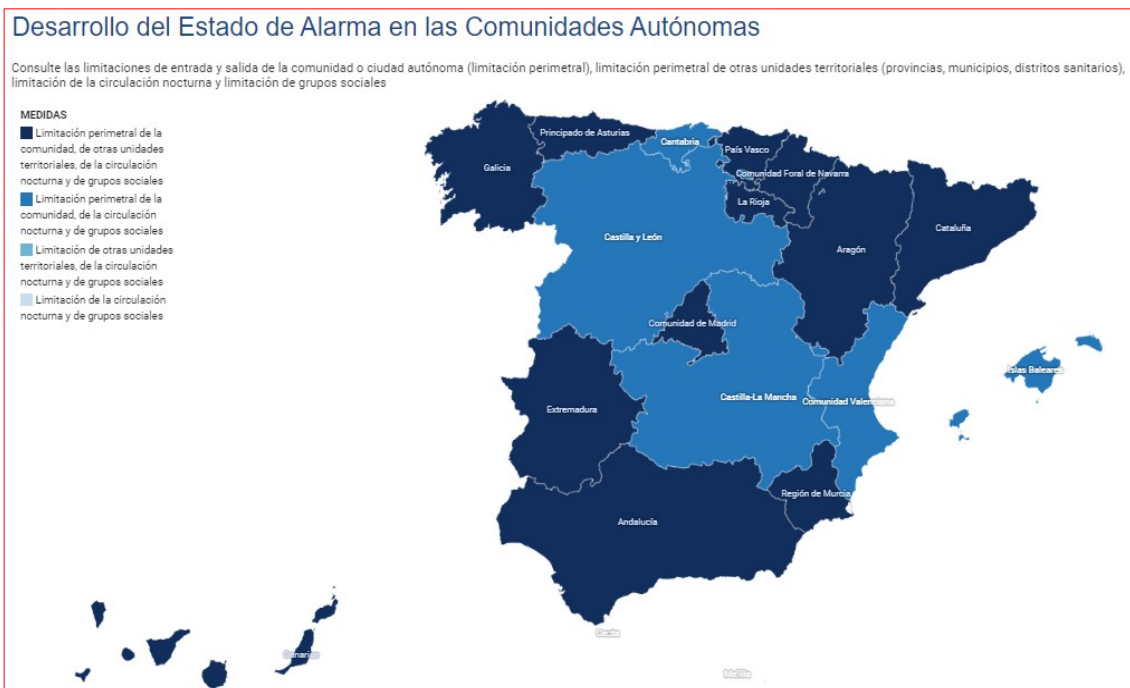 Desarrollo del Estado de Alarma en las Comunidades Autónomas
Consulte las limitaciones de entrada y salida de la comunidad o ciudad autónoma (limitación perimetral), limitación perimetral de otras unidades territoriales (provincias, municipios, distritos sanitarios),
limitación de la circulación nocturna y limitación de grupos sociales
MEDIDAS
Limitación perimetral de la
comunidad, de otras unidades
territoriales, de la circulación
nocturna y de grupos sociales
Limitación perimetral de la
comunidad, de la circulación
nocturna y de grupos sociales
Limitación de otras unidades
territoriales, de la circulación
nocturna y de grupos sociales
Limitación de la circulación
nocturna y de grupos sociales
Principado de Asturias
Cantabria
País Vasco
Galicia
Comunidad Foral de Navarra
La Rioja
Cataluña
Castilla y León
Aragón
Comunidad de Madrid
Islas Baleares
Castilla-La Mancha
Comunidad Valenciana
Extremadura
Región de Murcia
Andalucía
Ceuta
Canarias
Melilla